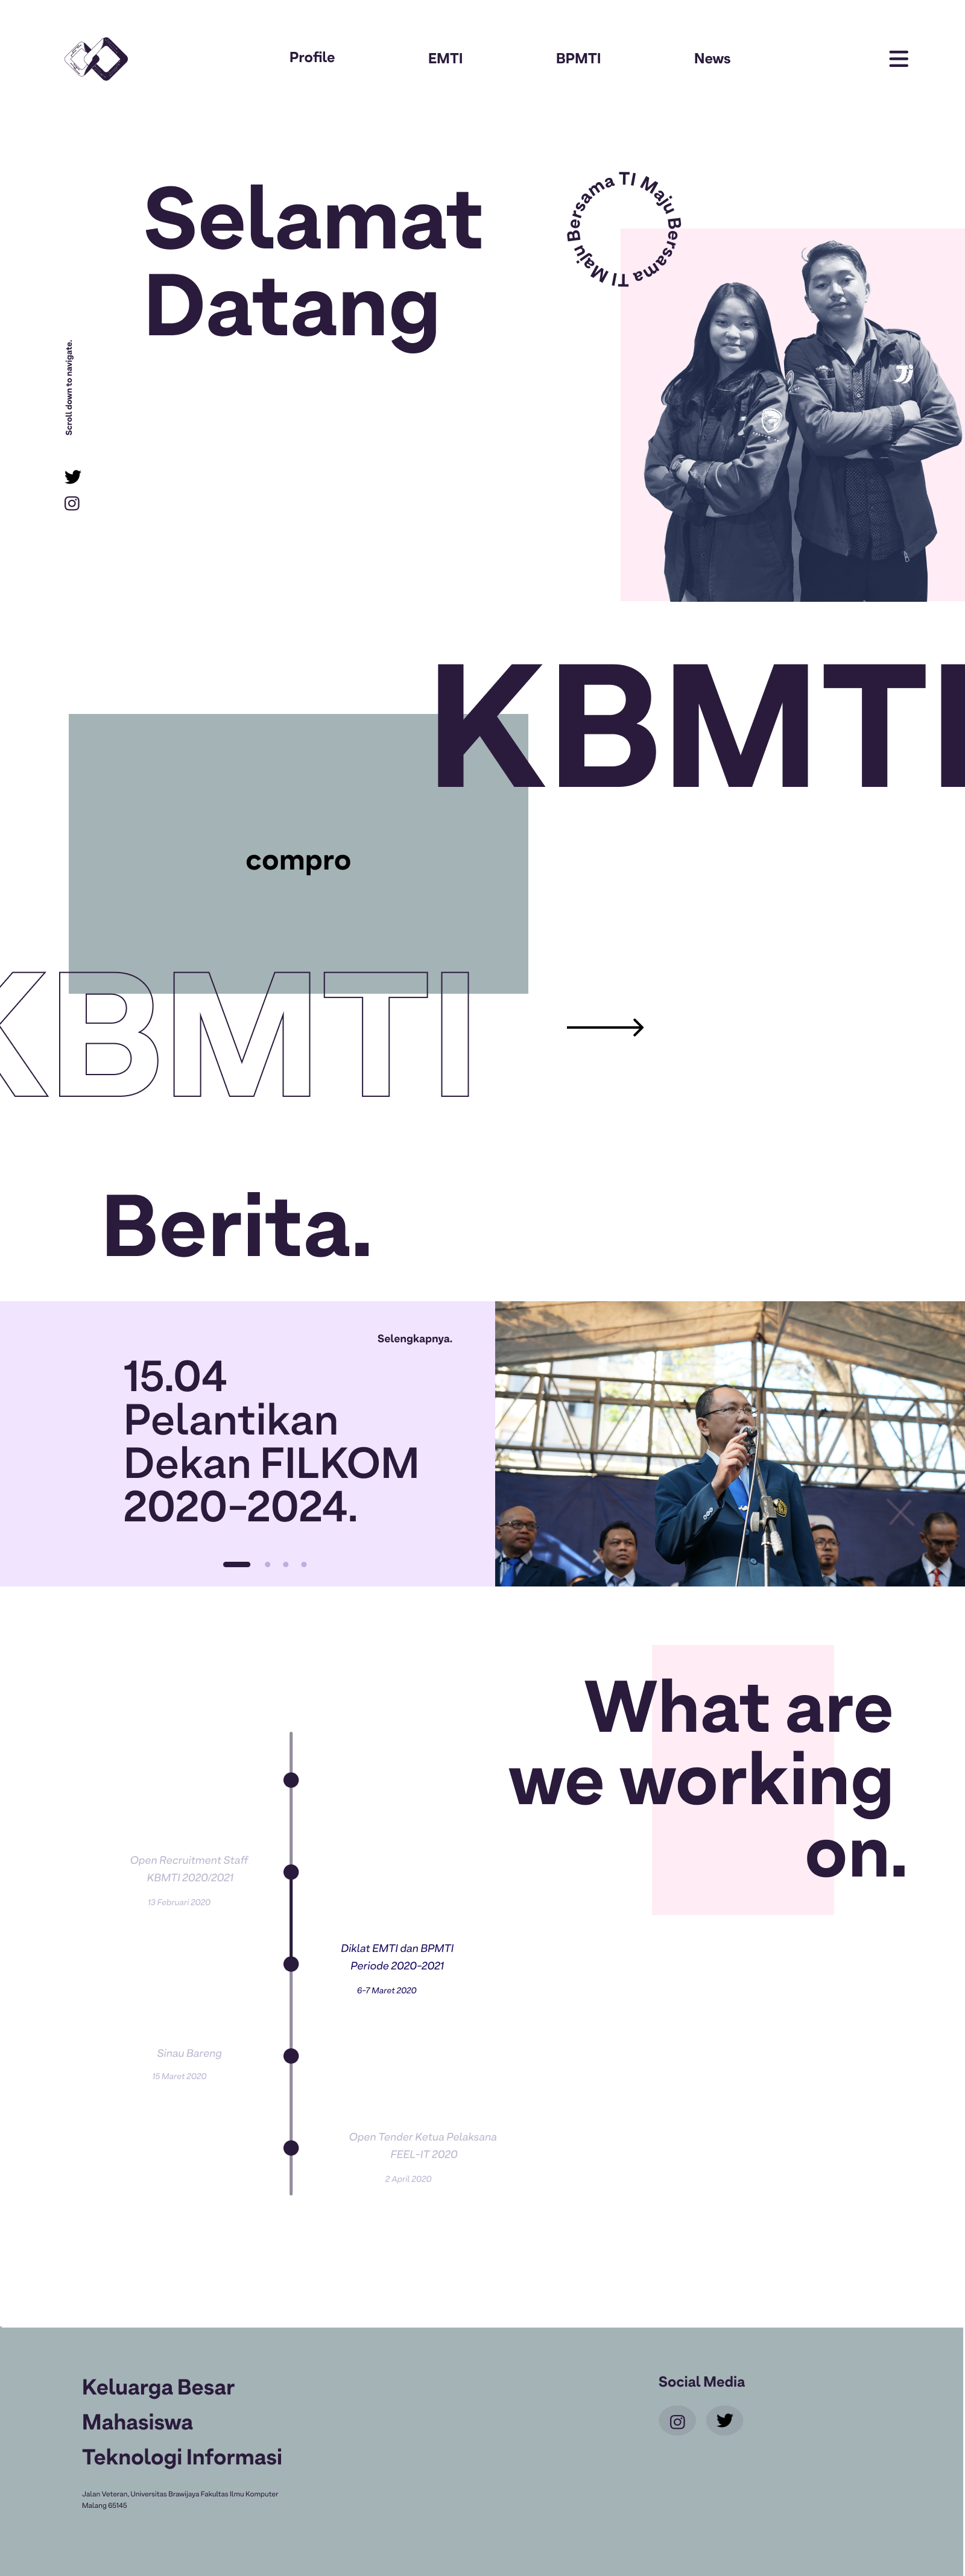 Profile
EMTI
BPMTI
News
Selamat
Datang
Bersama TI Maju Bersama TI Maju
Scroll down to navigate.
KBMTI
compro
KBMTI
Berita.
Selengkapnya.
15.04
Pelantikan
Dekan FILKOM
2020-2024.
What are
we working
on.
Open Recruitment Staff
KBMTI 2020/2021
13 Februari 2020
Diklat EMTI dan BPMTI
Periode 2020-2021
6-7 Maret 2020
Sinau Bareng
15 Maret 2020
Open Tender Ketua Pelaksana
FEEL-IT 2020
2 April 2020
Keluarga Besar
Mahasiswa
Teknologi Informasi
Jalan Veteran, Universitas Brawijaya Fakultas Ilmu Komputer
Malang 65145
Social Media